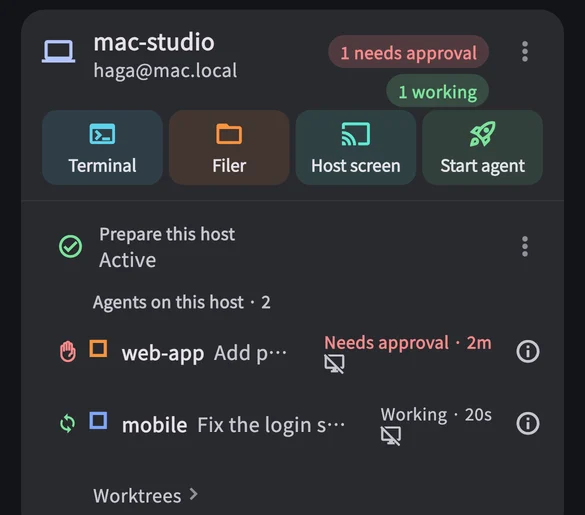 mac-studio
haga@mac.local
1 needs approval
1 working
Terminal
Filer
Host screen
Start agent
Prepare this host
Active
Agents on this host · 2
web-app Add p··· Needs approval · 2m
mobile Fix the login s··· Working · 20s
Worktrees >